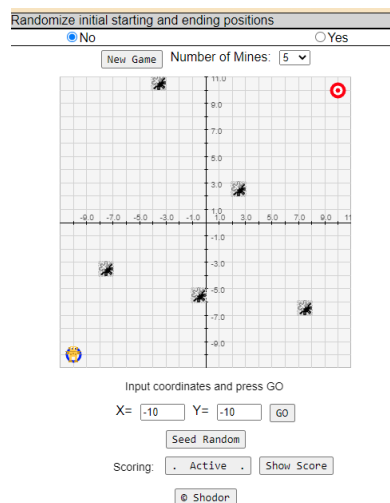 Randomize initial starting and ending positions
No Yes
New Game Number of Mines: 5
11.0
9.0
7.0
5.0
3.0
1.0
-9.0 -7.0 -5.0 -3.0 -1.0 1.0 3.0 5.0 7.0 9.0 11
-1.0
-3.0
-5.0
-7.0
-9.0
Input coordinates and press GO
X= -10 Y= -10 GO
Seed Random
Scoring: . Active . Show Score
© Shodor